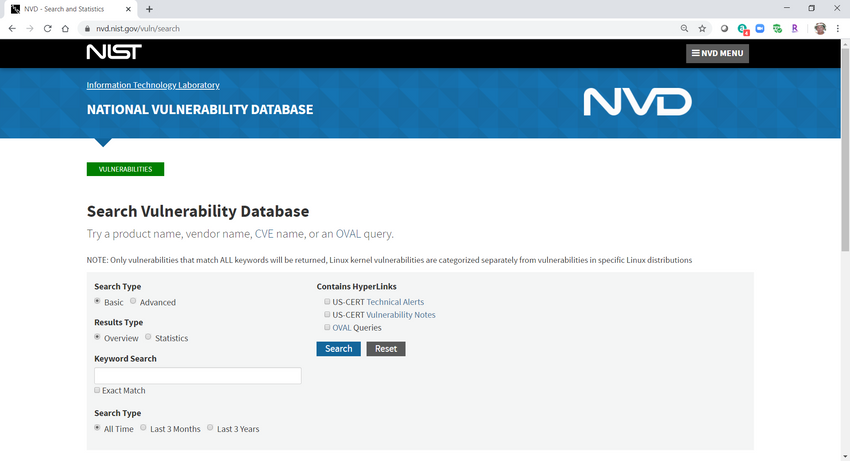 NVD - Search and Statistics
nvd.nist.gov/vuln/search
NIST
NVD MENU
Information Technology Laboratory
NATIONAL VULNERABILITY DATABASE
NVD
VULNERABILITIES
Search Vulnerability Database
Try a product name, vendor name, CVE name, or an OVAL query.
NOTE: Only vulnerabilities that match ALL keywords will be returned, Linux kernel vulnerabilities are categorized separately from vulnerabilities in specific Linux distributions
Search Type
Basic Advanced
Results Type
Overview Statistics
Keyword Search
Exact Match
Search Type
All Time Last 3 Months Last 3 Years
Contains HyperLinks
US-CERT Technical Alerts
US-CERT Vulnerability Notes
OVAL Queries
Search Reset